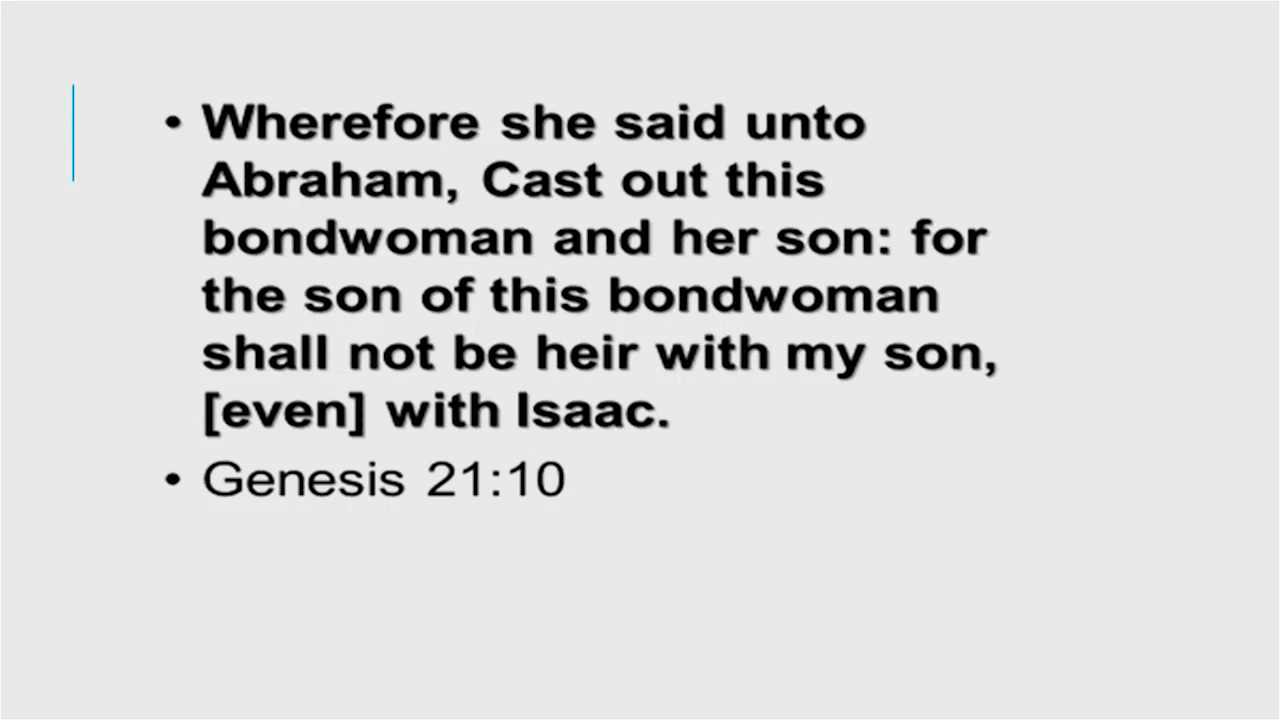 • Wherefore she said unto
Abraham, Cast out this
bondwoman and her son: for
the son of this bondwoman
shall not be heir with my son,
[even] with Isaac.
• Genesis 21:10